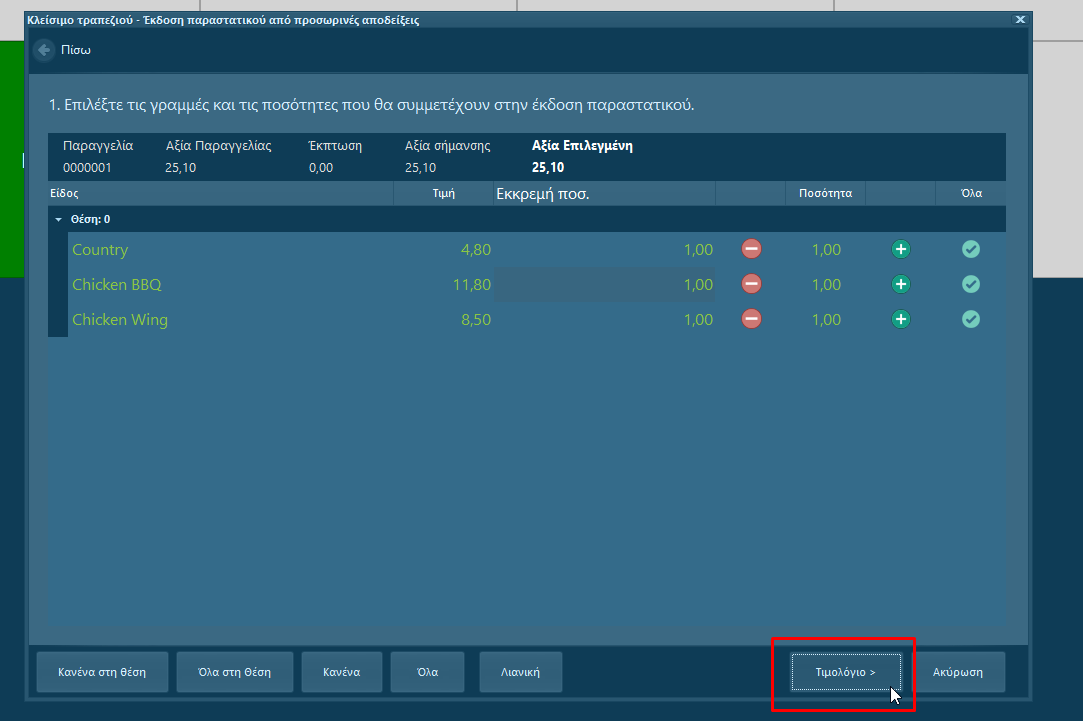 Κλείσιμο τραπεζιού - Έκδοση παραστατικού από προσωρινές αποδείξεις
Πίσω
1. Επιλέξτε τις γραμμές και τις ποσότητες που θα συμμετέχουν στην έκδοση παραστατικού.
Παραγγελία Αξία Παραγγελίας Έκπτωση Αξία σήμανσης Αξία Επιλεγμένη
0000001 25,10 0,00 25,10 25,10
Είδος Τιμή Εκκρεμή ποσ. Ποσότητα Όλα
Θέση: 0
Country 4,80 1,00 1,00
Chicken BBQ 11,80 1,00 1,00
Chicken Wing 8,50 1,00 1,00
Κανένα στη θέση Όλα στη Θέση Κανένα Όλα Λιανική Τιμολόγιο > Ακύρωση